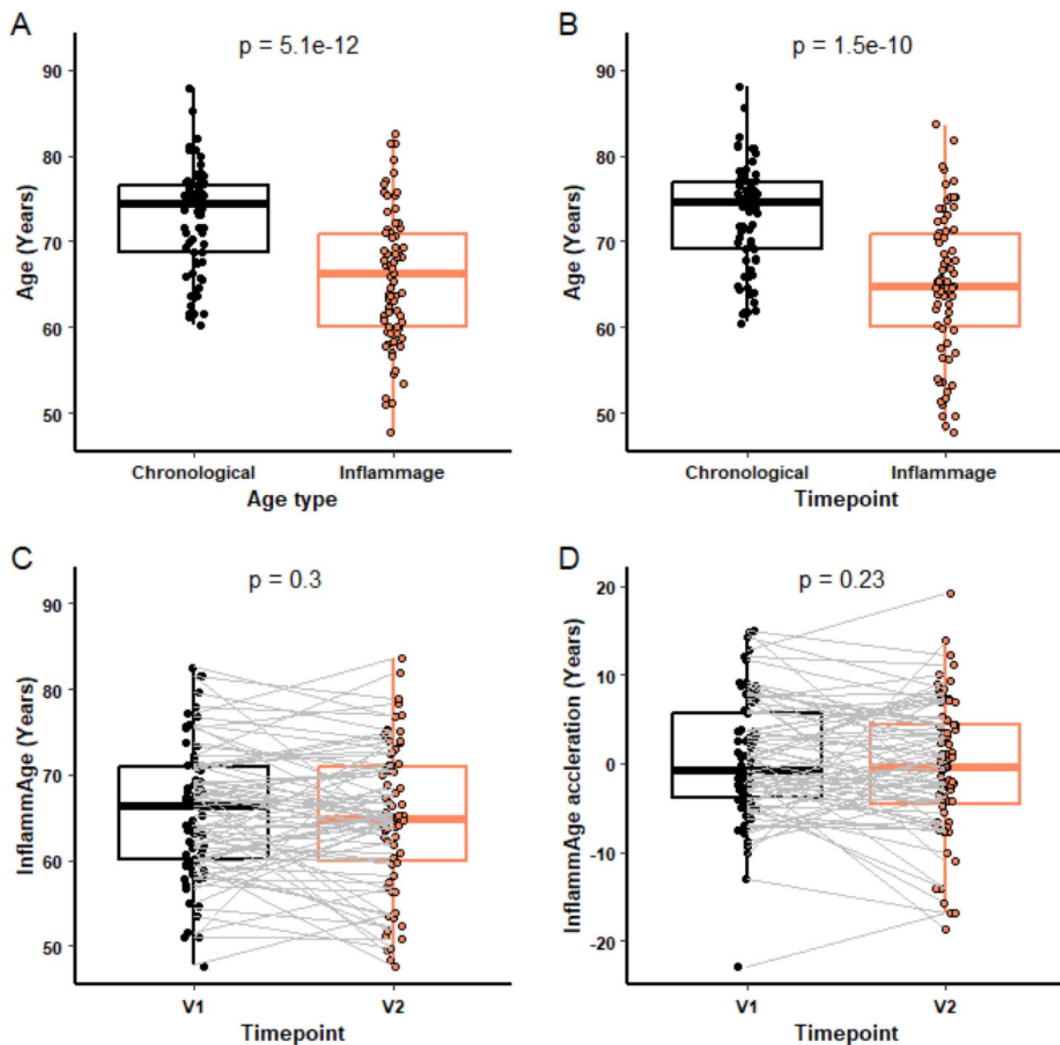 A
p = 5.1e-12
Age (Years)
90
80
70
60
50
Chronological
Inflammage
Age type
B
p = 1.5e-10
Age (Years)
90
80
70
60
50
Chronological
Inflammage
Timepoint
C
p = 0.3
InflammAge (Years)
90
80
70
60
50
V1
V2
Timepoint
D
p = 0.23
InflammAge accleration (Years)
20
10
0
-10
-20
V1
V2
Timepoint